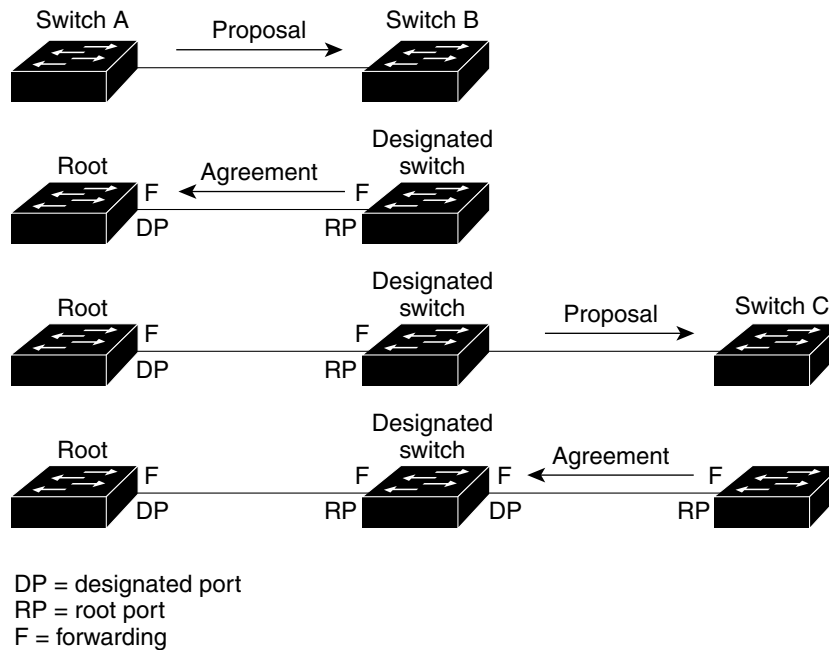 Switch A
Proposal
Switch B
Root
Agreement
Designated
switch
F
F
DP
RP
Root
Designated
switch
Proposal
Switch C
F
F
DP
RP
Root
Designated
switch
Agreement
F
F
F
F
DP
RP
DP
RP
DP = designated port
RP = root port
F = forwarding